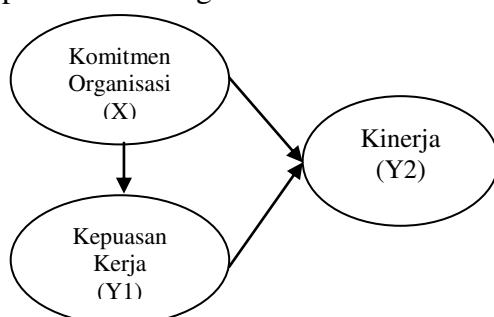 Komitmen
Organisasi
(X)
Kinerja
(Y2)
Kepuasan
Kerja
(Y1)